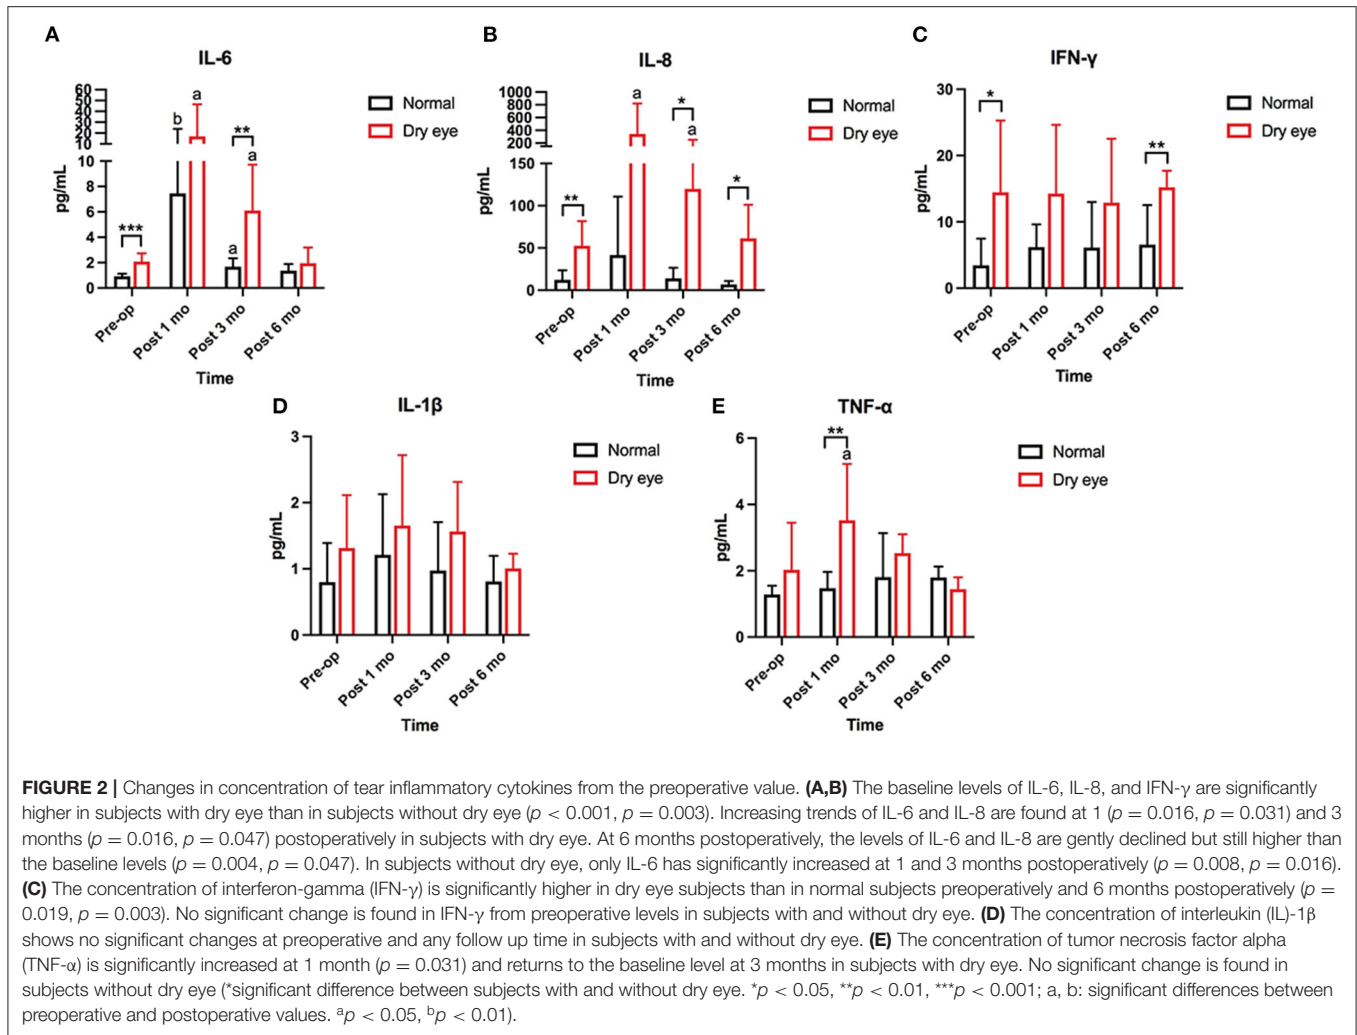 A
IL-6
60
50
40
30
20
10
10
8
6
4
2
0
pg/mL
***
b
a
a
**
a
Pre-op
Post 1 mo
Post 3 mo
Post 6 mo
Time
Normal
Dry eye
B
IL-8
1000
800
600
400
200
150
100
50
0
pg/mL
**
a
*
a
*
Pre-op
Post 1 mo
Post 3 mo
Post 6 mo
Time
Normal
Dry eye
C
IFN-γ
30
20
10
0
pg/mL
*
**
Pre-op
Post 1 mo
Post 3 mo
Post 6 mo
Time
Normal
Dry eye
D
IL-1β
3
2
1
0
pg/mL
Pre-op
Post 1 mo
Post 3 mo
Post 6 mo
Time
Normal
Dry eye
E
TNF-α
6
4
2
0
pg/mL
**
a
Pre-op
Post 1 mo
Post 3 mo
Post 6 mo
Time
Normal
Dry eye
FIGURE 2 | Changes in concentration of tear inflammatory cytokines from the preoperative value. (A,B) The baseline levels of IL-6, IL-8, and IFN-γ are significantly
higher in subjects with dry eye than in subjects without dry eye (p < 0.001, p = 0.003). Increasing trends of IL-6 and IL-8 are found at 1 (p = 0.016, p = 0.031) and 3
months (p = 0.016, p = 0.047) postoperatively in subjects with dry eye. At 6 months postoperatively, the levels of IL-6 and IL-8 are gently declined but still higher than
the baseline levels (p = 0.004, p = 0.047). In subjects without dry eye, only IL-6 has significantly increased at 1 and 3 months postoperatively (p = 0.008, p = 0.016).
(C) The concentration of interferon-gamma (IFN-γ) is significantly higher in dry eye subjects than in normal subjects preoperatively and 6 months postoperatively (p =
0.019, p = 0.003). No significant change is found in IFN-γ from preoperative levels in subjects with and without dry eye. (D) The concentration of interleukin (IL)-1β
shows no significant changes at preoperative and any follow up time in subjects with and without dry eye. (E) The concentration of tumor necrosis factor alpha
(TNF-α) is significantly increased at 1 month (p = 0.031) and returns to the baseline level at 3 months in subjects with dry eye. No significant change is found in
subjects without dry eye (*significant difference between subjects with and without dry eye. *p < 0.05, **p < 0.01, ***p < 0.001; a, b: significant differences between
preoperative and postoperative values. ᵃp < 0.05, ᵇp < 0.01).